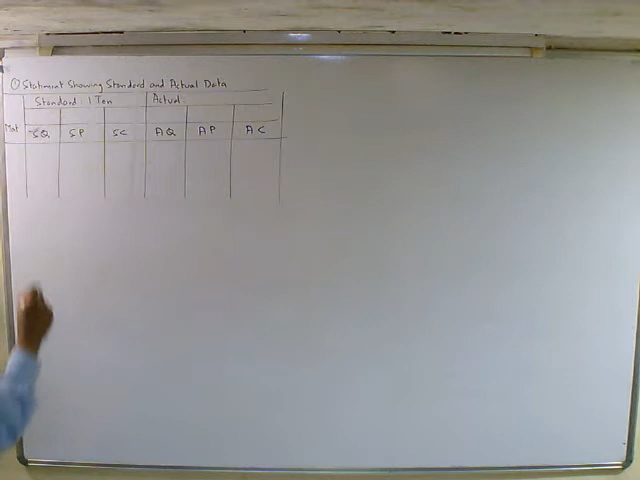 ① Statement Showing Standard and Actual Data
Standard: 1 Ton Actual:
Mat SQ SP SC AQ AP AC